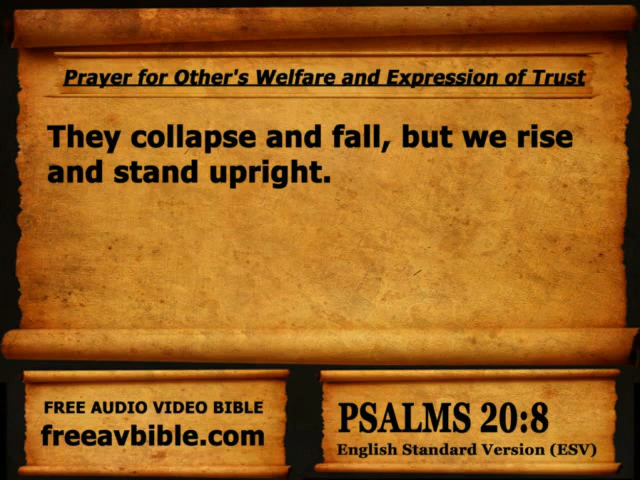 Prayer for Other's Welfare and Expression of Trust
They collapse and fall, but we rise
and stand upright.
FREE AUDIO VIDEO BIBLE
freeavbible.com
PSALMS 20:8
English Standard Version (ESV)